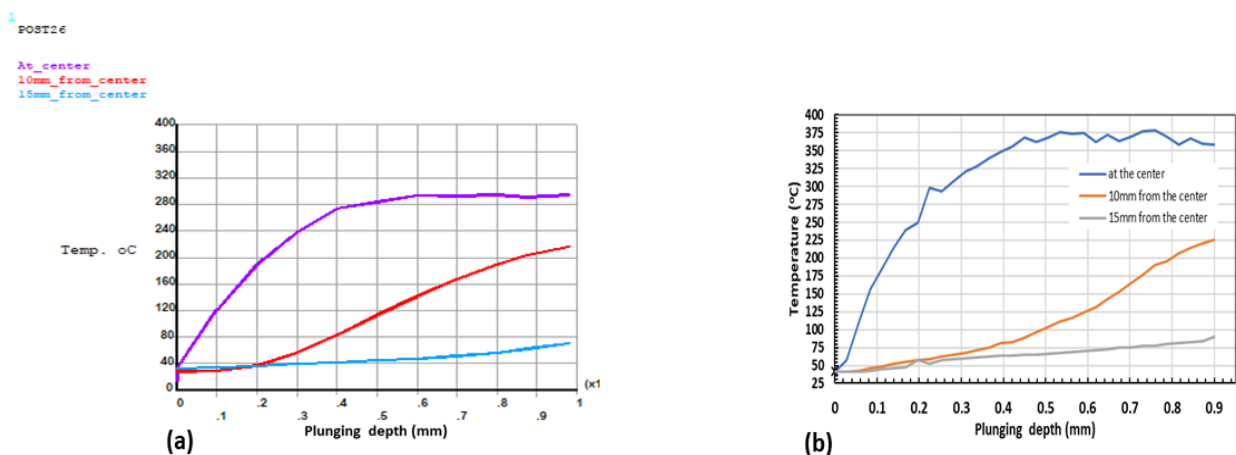 1
POST26
At_center
10mm_from_center
15mm_from_center
400
360
320
280
240
200
160
120
80
40
0
Temp. oC
0 .2 .4 .6 .8 1
.1 .3 .5 .7 .9
(x1
Plunging depth (mm)
(a)
400
375
350
325
300
275
250
225
200
175
150
125
100
75
50
25
Temperature (°C)
at the center
10mm from the center
15mm from the center
0 0.1 0.2 0.3 0.4 0.5 0.6 0.7 0.8 0.9
Plunging depth (mm)
(b)